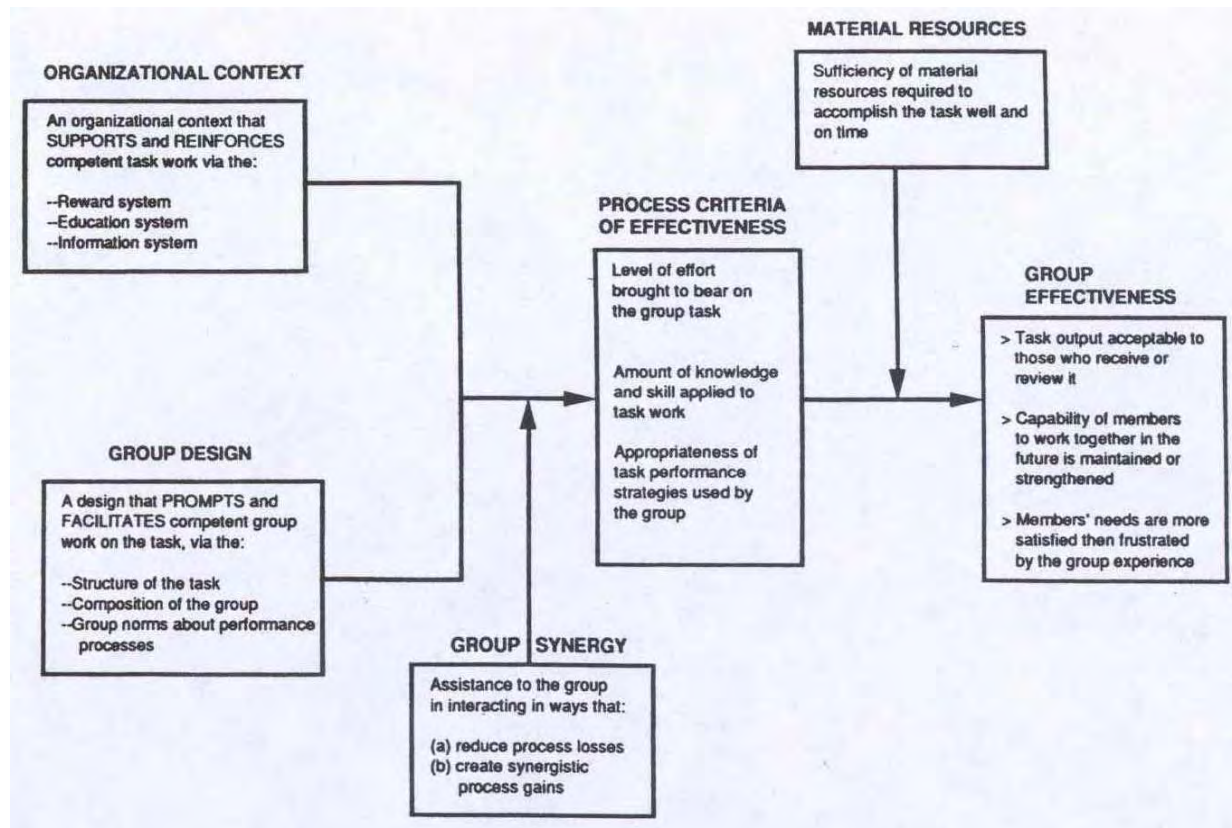 ORGANIZATIONAL CONTEXT
An organizational context that
SUPPORTS and REINFORCES
competent task work via the:
--Reward system
--Education system
--Information system
GROUP DESIGN
A design that PROMPTS and
FACILITATES competent group
work on the task, via the:
--Structure of the task
--Composition of the group
--Group norms about performance
processes
GROUP SYNERGY
Assistance to the group
in interacting in ways that:
(a) reduce process losses
(b) create synergistic
process gains
PROCESS CRITERIA
OF EFFECTIVENESS
Level of effort
brought to bear on
the group task
Amount of knowledge
and skill applied to
task work
Appropriateness of
task performance
strategies used by
the group
MATERIAL RESOURCES
Sufficiency of material
resources required to
accomplish the task well and
on time
GROUP
EFFECTIVENESS
> Task output acceptable to
those who receive or
review it
> Capability of members
to work together in the
future is maintained or
strengthened
> Members' needs are more
satisfied then frustrated
by the group experience